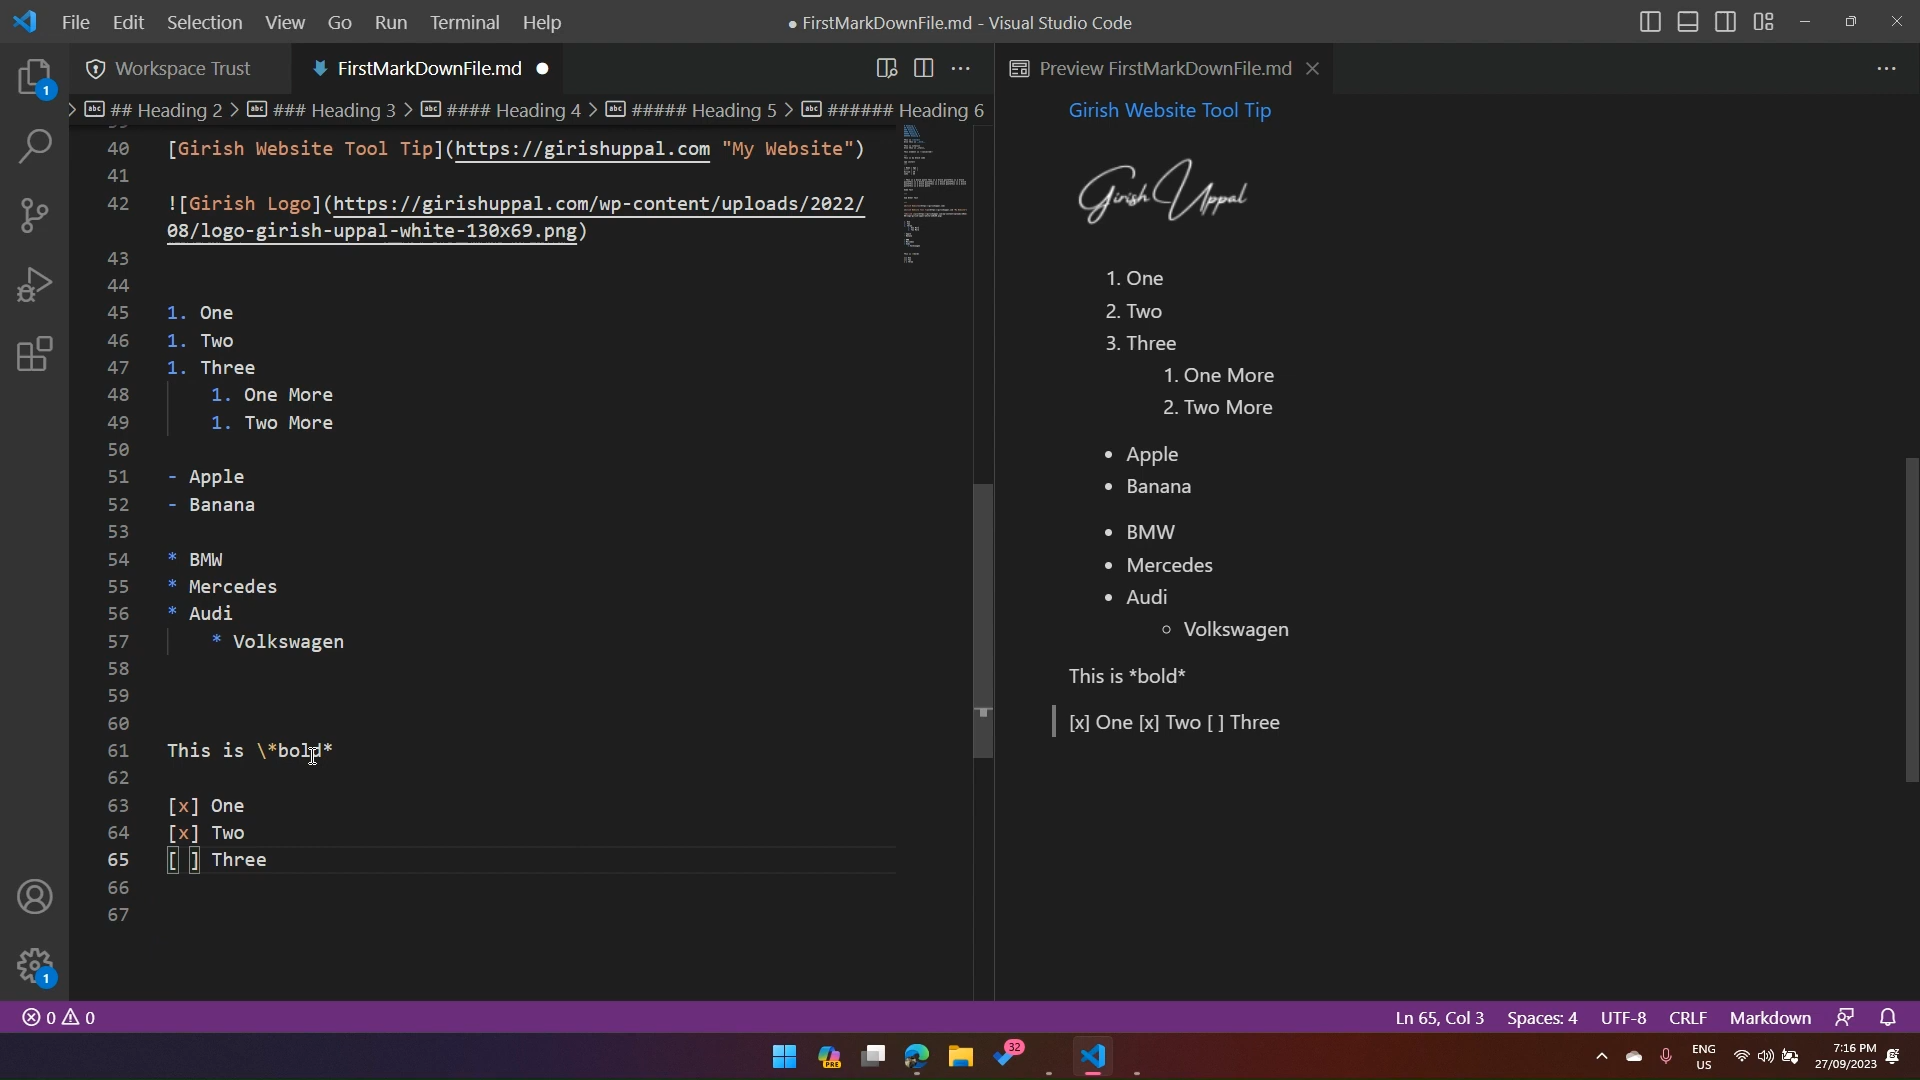 File Edit Selection View Go Run Terminal Help
● FirstMarkDownFile.md - Visual Studio Code
1
Workspace Trust
FirstMarkDownFile.md
Preview FirstMarkDownFile.md
## Heading 2 > ### Heading 3 > #### Heading 4 > ##### Heading 5 > ###### Heading 6
40 [Girish Website Tool Tip](https://girishuppal.com "My Website")
41
42 ![Girish Logo](https://girishuppal.com/wp-content/uploads/2022/
08/logo-girish-uppal-white-130x69.png)
43
44
45 1. One
46 1. Two
47 1. Three
48 1. One More
49 1. Two More
50
51 - Apple
52 - Banana
53
54 * BMW
55 * Mercedes
56 * Audi
57 * Volkswagen
58
59
60
61 This is \*bold*
62
63 [x] One
64 [x] Two
65 [ ] Three
66
67
Girish Website Tool Tip
Girish Uppal
1. One
2. Two
3. Three
1. One More
2. Two More
• Apple
• Banana
• BMW
• Mercedes
• Audi
○ Volkswagen
This is *bold*
[x] One [x] Two [ ] Three
1
0 0
Ln 65, Col 3 Spaces: 4 UTF-8 CRLF Markdown
PRE
32
ENG
US
7:16 PM
27/09/2023